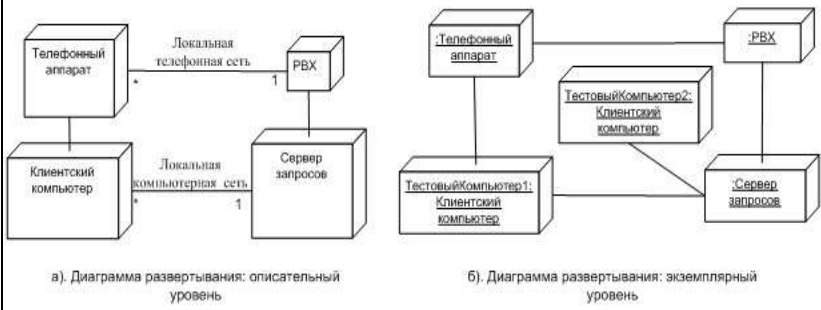 Телефонный
аппарат
Локальная
телефонная сеть
PBX
*
1
Клиентский
компьютер
Локальная
компьютерная сеть
*
1
Сервер
запросов
а). Диаграмма развертывания: описательный
уровень
:Телефонный
аппарат
:PBX
ТестовыйКомпьютер2:
Клиентский
компьютер
ТестовыйКомпьютер1:
Клиентский
компьютер
:Сервер
запросов
б). Диаграмма развертывания: экземплярный
уровень